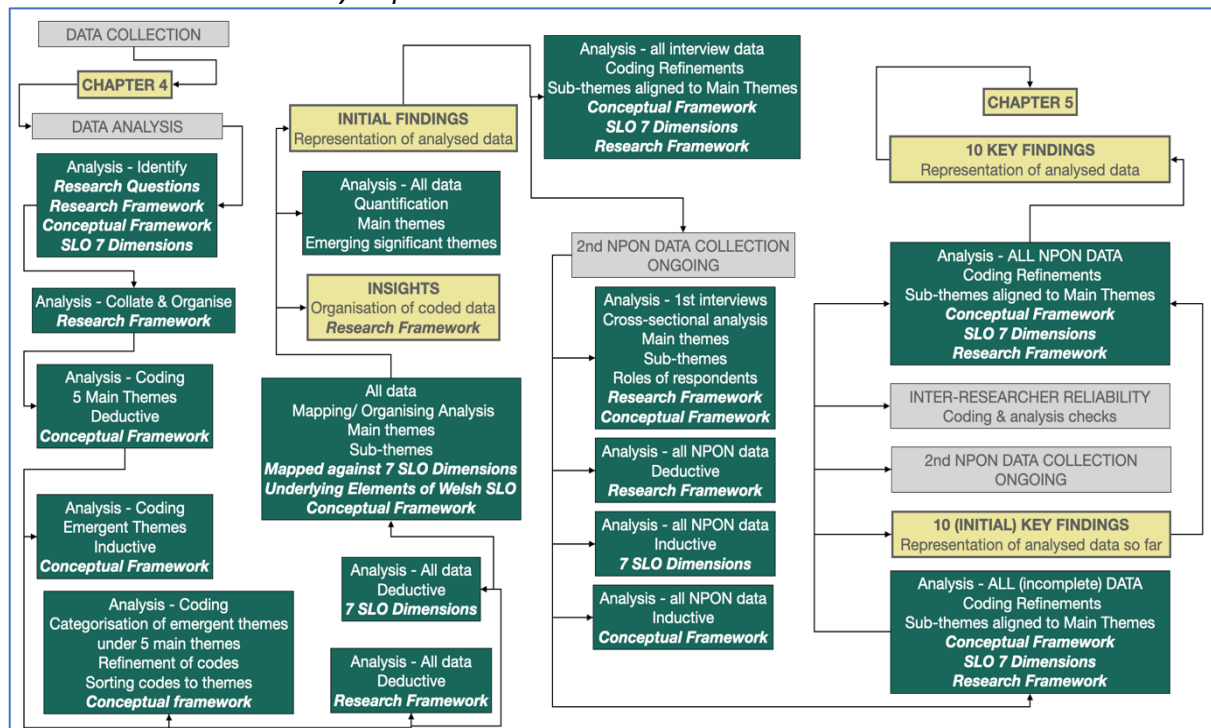 DATA COLLECTION
CHAPTER 4
DATA ANALYSIS
Analysis - Identify
Research Questions
Research Framework
Conceptual Framework
SLO 7 Dimensions
Analysis - Collate & Organise
Research Framework
Analysis - Coding
5 Main Themes
Deductive
Conceptual Framework
Analysis - Coding
Emergent Themes
Inductive
Conceptual Framework
Analysis - Coding
Categorisation of emergent themes
under 5 main themes
Refinement of codes
Sorting codes to themes
Conceptual framework
INITIAL FINDINGS
Representation of analysed data
Analysis - All data
Quantification
Main themes
Emerging significant themes
INSIGHTS
Organisation of coded data
Research Framework
All data
Mapping/ Organising Analysis
Main themes
Sub-themes
Mapped against 7 SLO Dimensions
Underlying Elements of Welsh SLO
Conceptual Framework
Analysis - All data
Deductive
7 SLO Dimensions
Analysis - All data
Deductive
Research Framework
Analysis - all interview data
Coding Refinements
Sub-themes aligned to Main Themes
Conceptual Framework
SLO 7 Dimensions
Research Framework
2nd NPON DATA COLLECTION
ONGOING
Analysis - 1st interviews
Cross-sectional analysis
Main themes
Sub-themes
Roles of respondents
Research Framework
Conceptual Framework
Analysis - all NPON data
Deductive
Research Framework
Analysis - all NPON data
Inductive
7 SLO Dimensions
Analysis - all NPON data
Inductive
Conceptual Framework
CHAPTER 5
10 KEY FINDINGS
Representation of analysed data
Analysis - ALL NPON DATA
Coding Refinements
Sub-themes aligned to Main Themes
Conceptual Framework
SLO 7 Dimensions
Research Framework
INTER-RESEARCHER RELIABILITY
Coding & analysis checks
2nd NPON DATA COLLECTION
ONGOING
10 (INITIAL) KEY FINDINGS
Representation of analysed data so far
Analysis - ALL (incomplete) DATA
Coding Refinements
Sub-themes aligned to Main Themes
Conceptual Framework
SLO 7 Dimensions
Research Framework